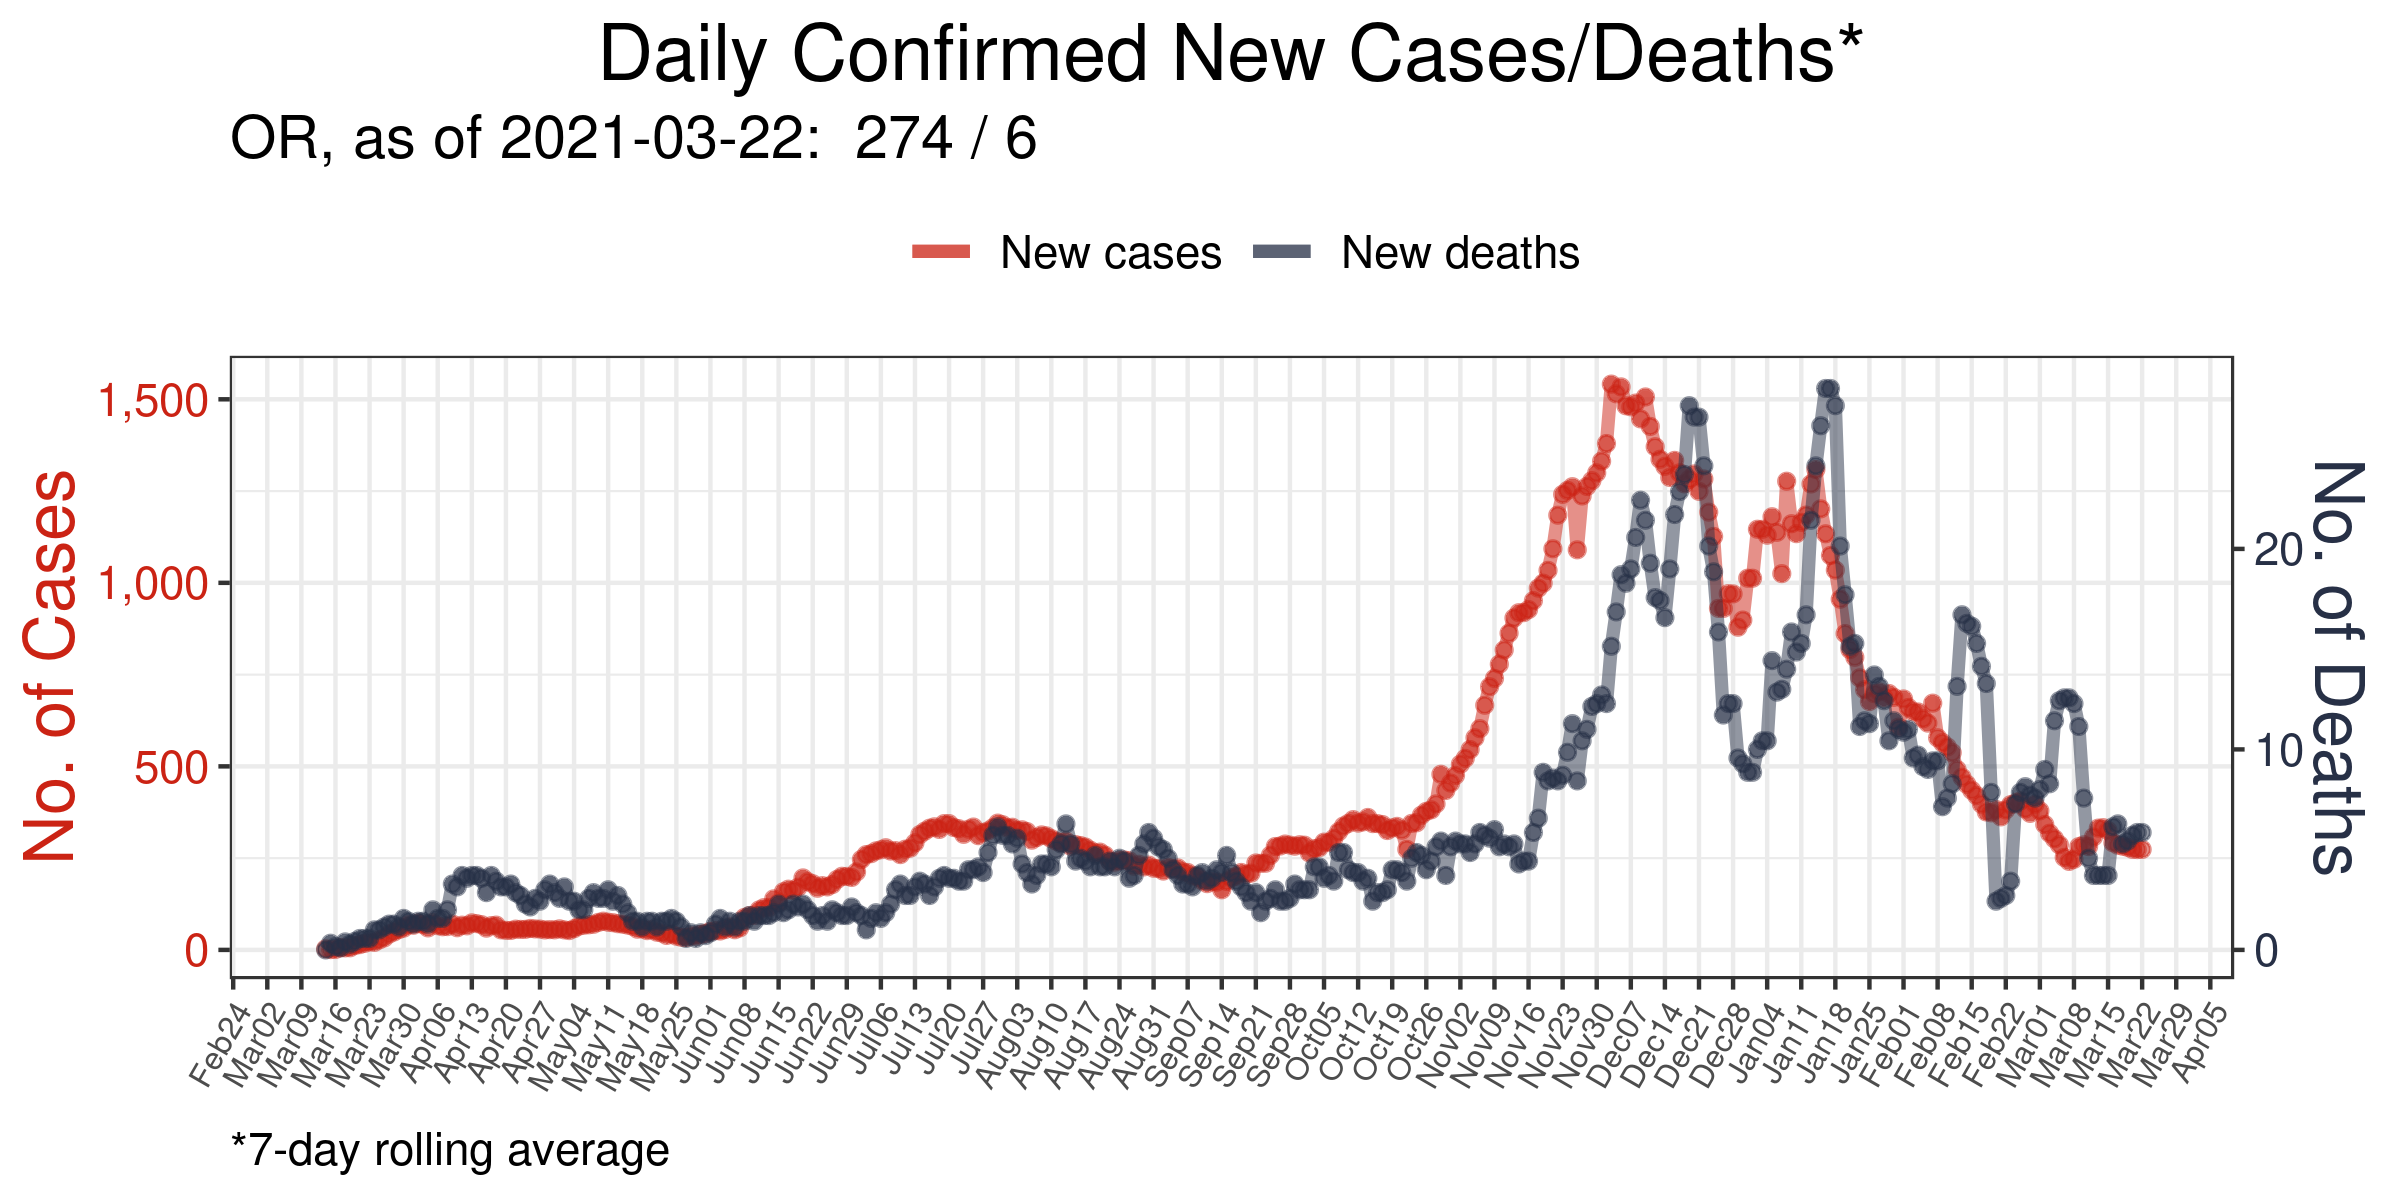 Daily Confirmed New Cases/Deaths*
OR, as of 2021-03-22:  274 / 6
New cases
New deaths
No. of Cases
1,500
1,000
500
0
20
10
0
No. of Deaths
Feb24
Mar02
Mar09
Mar16
Mar23
Mar30
Apr06
Apr13
Apr20
Apr27
May04
May11
May18
May25
Jun01
Jun08
Jun15
Jun22
Jun29
Jul06
Jul13
Jul20
Jul27
Aug03
Aug10
Aug17
Aug24
Aug31
Sep07
Sep14
Sep21
Sep28
Oct05
Oct12
Oct19
Oct26
Nov02
Nov09
Nov16
Nov23
Nov30
Dec07
Dec14
Dec21
Dec28
Jan04
Jan11
Jan18
Jan25
Feb01
Feb08
Feb15
Feb22
Mar01
Mar08
Mar15
Mar22
Mar29
Apr05
*7-day rolling average